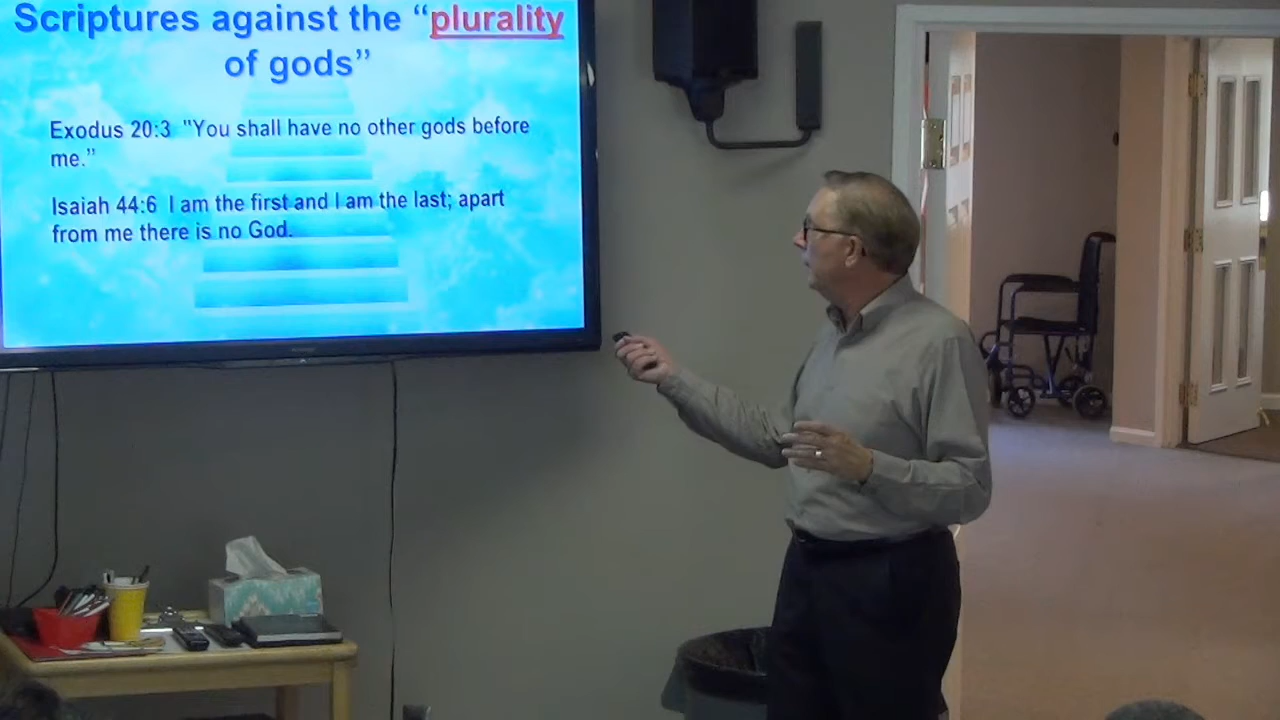 Scriptures against the “plurality
of gods”
Exodus 20:3 "You shall have no other gods before
me.”
Isaiah 44:6 I am the first and I am the last; apart
from me there is no God.